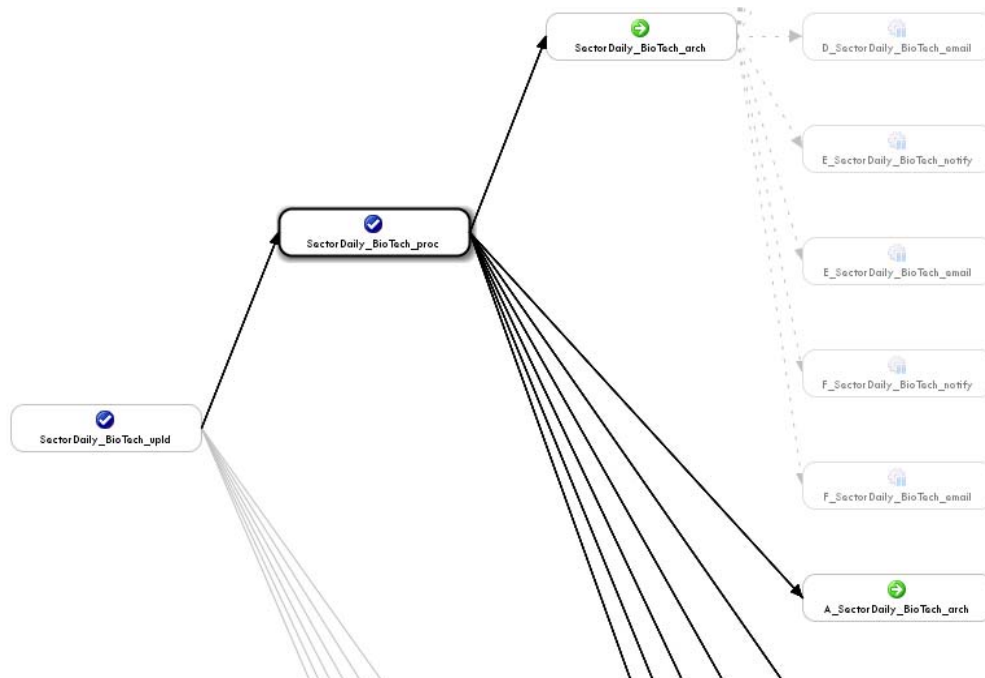 SectorDaily_BioTech_arch
D_SectorDaily_BioTech_email
E_SectorDaily_BioTech_notify
SectorDaily_BioTech_proc
E_SectorDaily_BioTech_email
F_SectorDaily_BioTech_notify
SectorDaily_BioTech_upld
F_SectorDaily_BioTech_email
A_SectorDaily_BioTech_arch